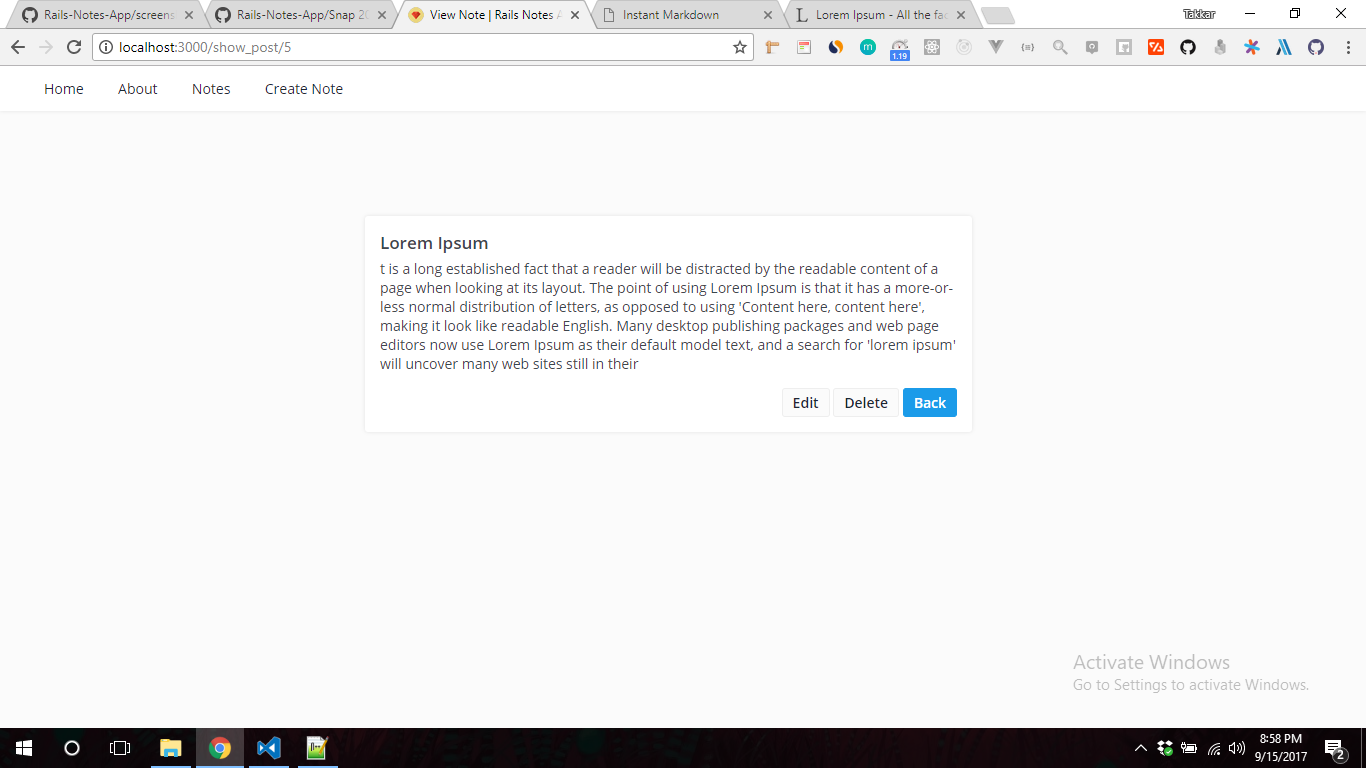 Rails-Notes-App/screens
Rails-Notes-App/Snap 20
View Note | Rails Notes A
Instant Markdown
Lorem Ipsum - All the fac
Takkar
localhost:3000/show_post/5
1.19
Home About Notes Create Note
Lorem Ipsum
t is a long established fact that a reader will be distracted by the readable content of a
page when looking at its layout. The point of using Lorem Ipsum is that it has a more-or-
less normal distribution of letters, as opposed to using 'Content here, content here',
making it look like readable English. Many desktop publishing packages and web page
editors now use Lorem Ipsum as their default model text, and a search for 'lorem ipsum'
will uncover many web sites still in their
Edit Delete Back
Activate Windows
Go to Settings to activate Windows.
8:58 PM
9/15/2017
2